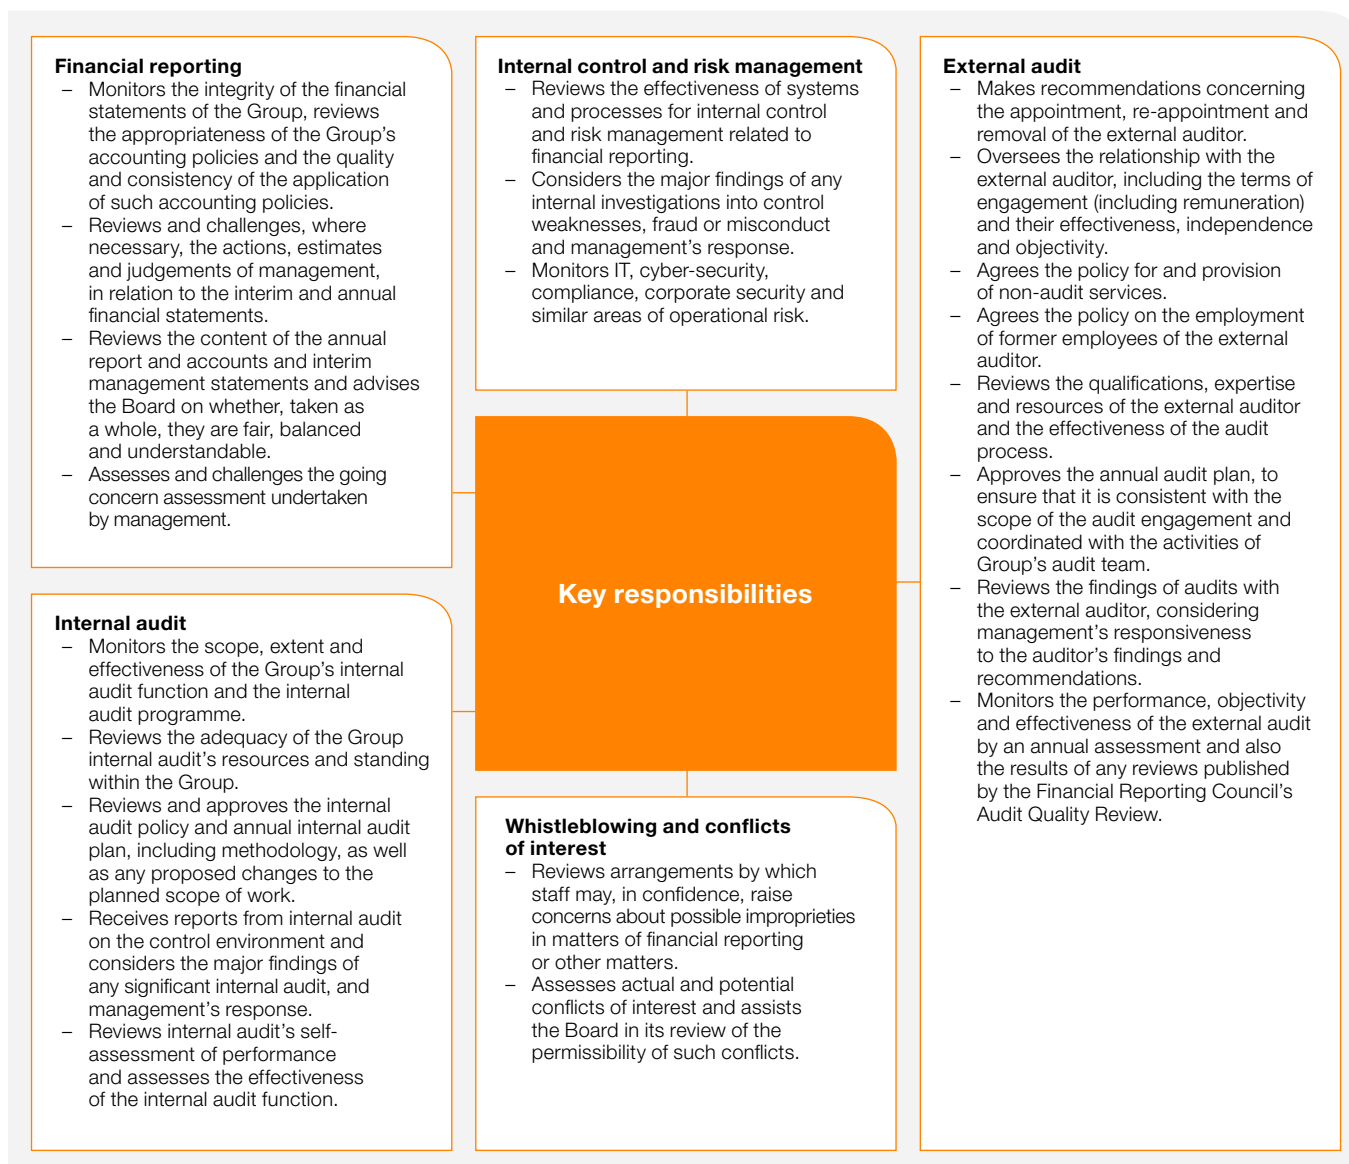 Financial reporting
– Monitors the integrity of the financial
statements of the Group, reviews
the appropriateness of the Group's
accounting policies and the quality
and consistency of the application
of such accounting policies.
– Reviews and challenges, where
necessary, the actions, estimates
and judgements of management,
in relation to the interim and annual
financial statements.
– Reviews the content of the annual
report and accounts and interim
management statements and advises
the Board on whether, taken as
a whole, they are fair, balanced
and understandable.
– Assesses and challenges the going
concern assessment undertaken
by management.
Internal audit
– Monitors the scope, extent and
effectiveness of the Group's internal
audit function and the internal
audit programme.
– Reviews the adequacy of the Group
internal audit's resources and standing
within the Group.
– Reviews and approves the internal
audit policy and annual internal audit
plan, including methodology, as well
as any proposed changes to the
planned scope of work.
– Receives reports from internal audit
on the control environment and
considers the major findings of
any significant internal audit, and
management's response.
– Reviews internal audit's self-
assessment of performance
and assesses the effectiveness
of the internal audit function.
Internal control and risk management
– Reviews the effectiveness of systems
and processes for internal control
and risk management related to
financial reporting.
– Considers the major findings of any
internal investigations into control
weaknesses, fraud or misconduct
and management's response.
– Monitors IT, cyber-security,
compliance, corporate security and
similar areas of operational risk.
Key responsibilities
Whistleblowing and conflicts
of interest
– Reviews arrangements by which
staff may, in confidence, raise
concerns about possible improprieties
in matters of financial reporting
or other matters.
– Assesses actual and potential
conflicts of interest and assists
the Board in its review of the
permissibility of such conflicts.
External audit
– Makes recommendations concerning
the appointment, re-appointment and
removal of the external auditor.
– Oversees the relationship with the
external auditor, including the terms of
engagement (including remuneration)
and their effectiveness, independence
and objectivity.
– Agrees the policy for and provision
of non-audit services.
– Agrees the policy on the employment
of former employees of the external
auditor.
– Reviews the qualifications, expertise
and resources of the external auditor
and the effectiveness of the audit
process.
– Approves the annual audit plan, to
ensure that it is consistent with the
scope of the audit engagement and
coordinated with the activities of
Group's audit team.
– Reviews the findings of audits with
the external auditor, considering
management's responsiveness
to the auditor's findings and
recommendations.
– Monitors the performance, objectivity
and effectiveness of the external audit
by an annual assessment and also
the results of any reviews published
by the Financial Reporting Council's
Audit Quality Review.